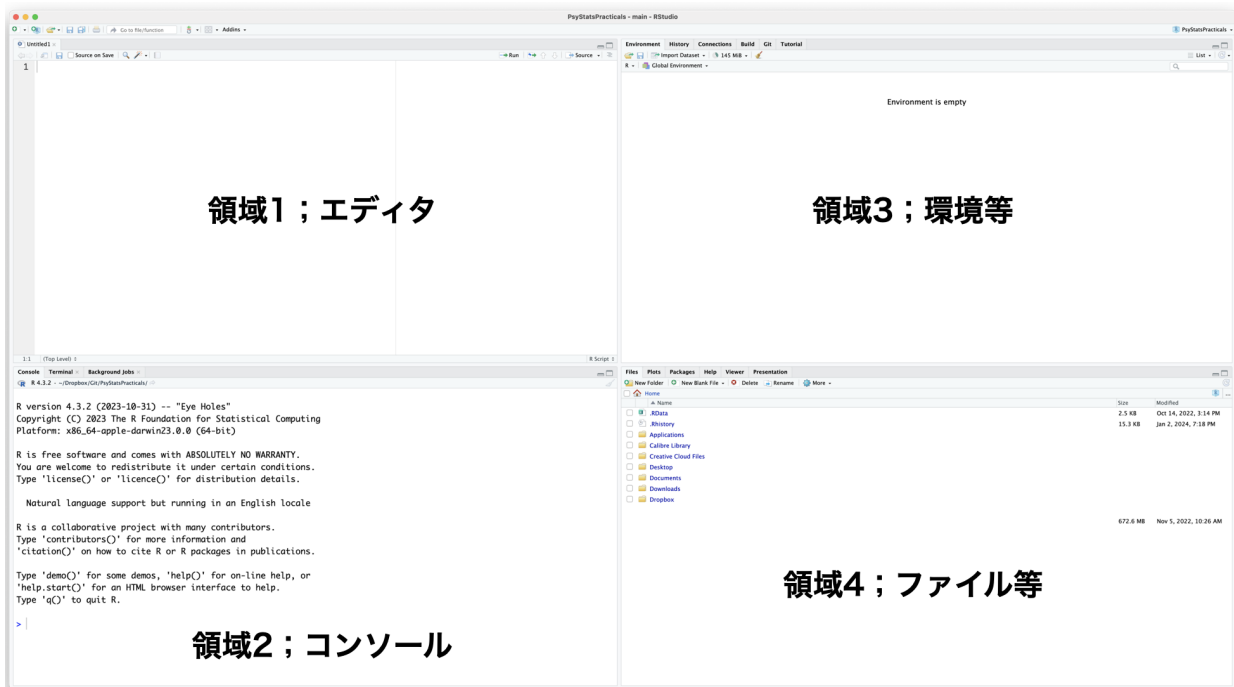 PsyStatsPracticals - main - RStudio
Go to file/function
Addins
PsyStatsPracticals
Untitled1
Source on Save
Run
Source
1
領域1；エディタ
1:1
(Top Level)
R Script
Environment History Connections Build Git Tutorial
Import Dataset
145 MiB
List
R
Global Environment
Environment is empty
領域3；環境等
Console Terminal Background Jobs
R 4.3.2 · ~/Dropbox/Git/PsyStatsPracticals/
R version 4.3.2 (2023-10-31) -- "Eye Holes"
Copyright (C) 2023 The R Foundation for Statistical Computing
Platform: x86_64-apple-darwin23.0.0 (64-bit)
R is free software and comes with ABSOLUTELY NO WARRANTY.
You are welcome to redistribute it under certain conditions.
Type 'license()' or 'licence()' for distribution details.
Natural language support but running in an English locale
R is a collaborative project with many contributors.
Type 'contributors()' for more information and
'citation()' on how to cite R or R packages in publications.
Type 'demo()' for some demos, 'help()' for on-line help, or
'help.start()' for an HTML browser interface to help.
Type 'q()' to quit R.
>
領域2；コンソール
Files Plots Packages Help Viewer Presentation
New Folder New Blank File Delete Rename More
Home
Name Size Modified
.RData 2.5 KB Oct 14, 2022, 3:14 PM
.Rhistory 15.3 KB Jan 2, 2024, 7:18 PM
Applications
Calibre Library
Creative Cloud Files
Desktop
Documents
Downloads
Dropbox
672.6 MB Nov 5, 2022, 10:26 AM
領域4；ファイル等